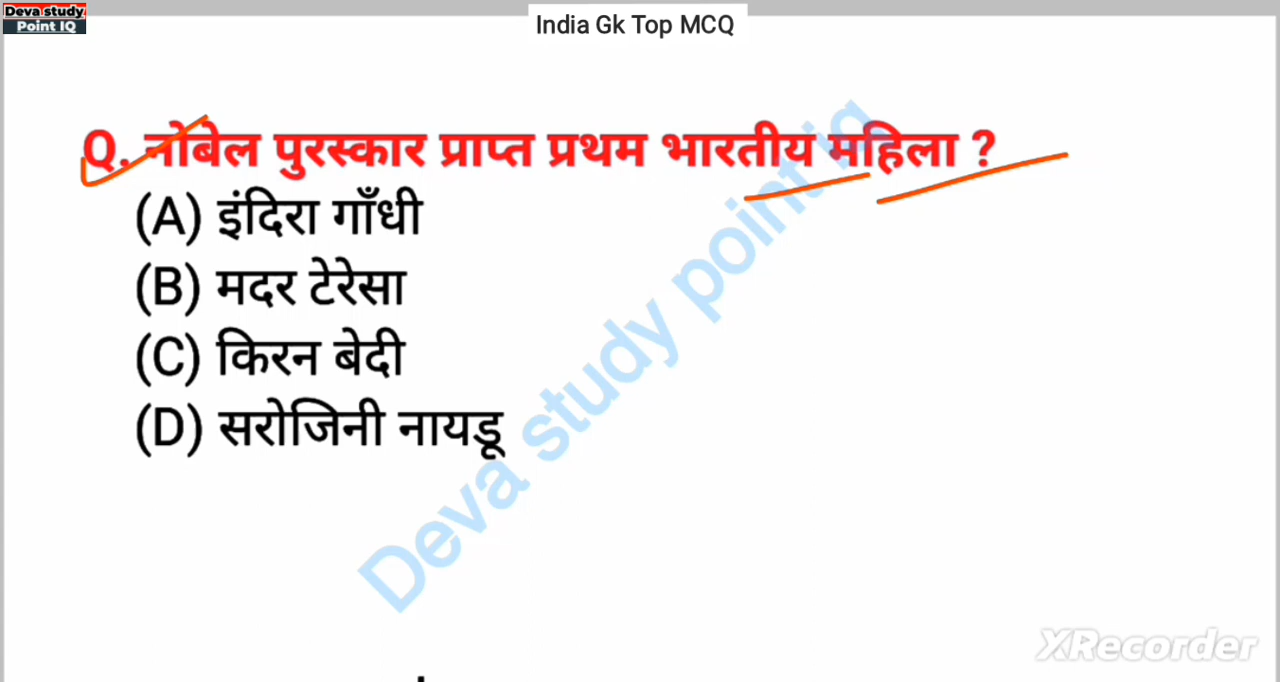 Deva study
Point IQ
India Gk Top MCQ
Q. नोबेल पुरस्कार प्राप्त प्रथम भारतीय महिला ?
(A) इंदिरा गाँधी
(B) मदर टेरेसा
(C) किरन बेदी
(D) सरोजिनी नायडू
Deva study point iq
XRecorder